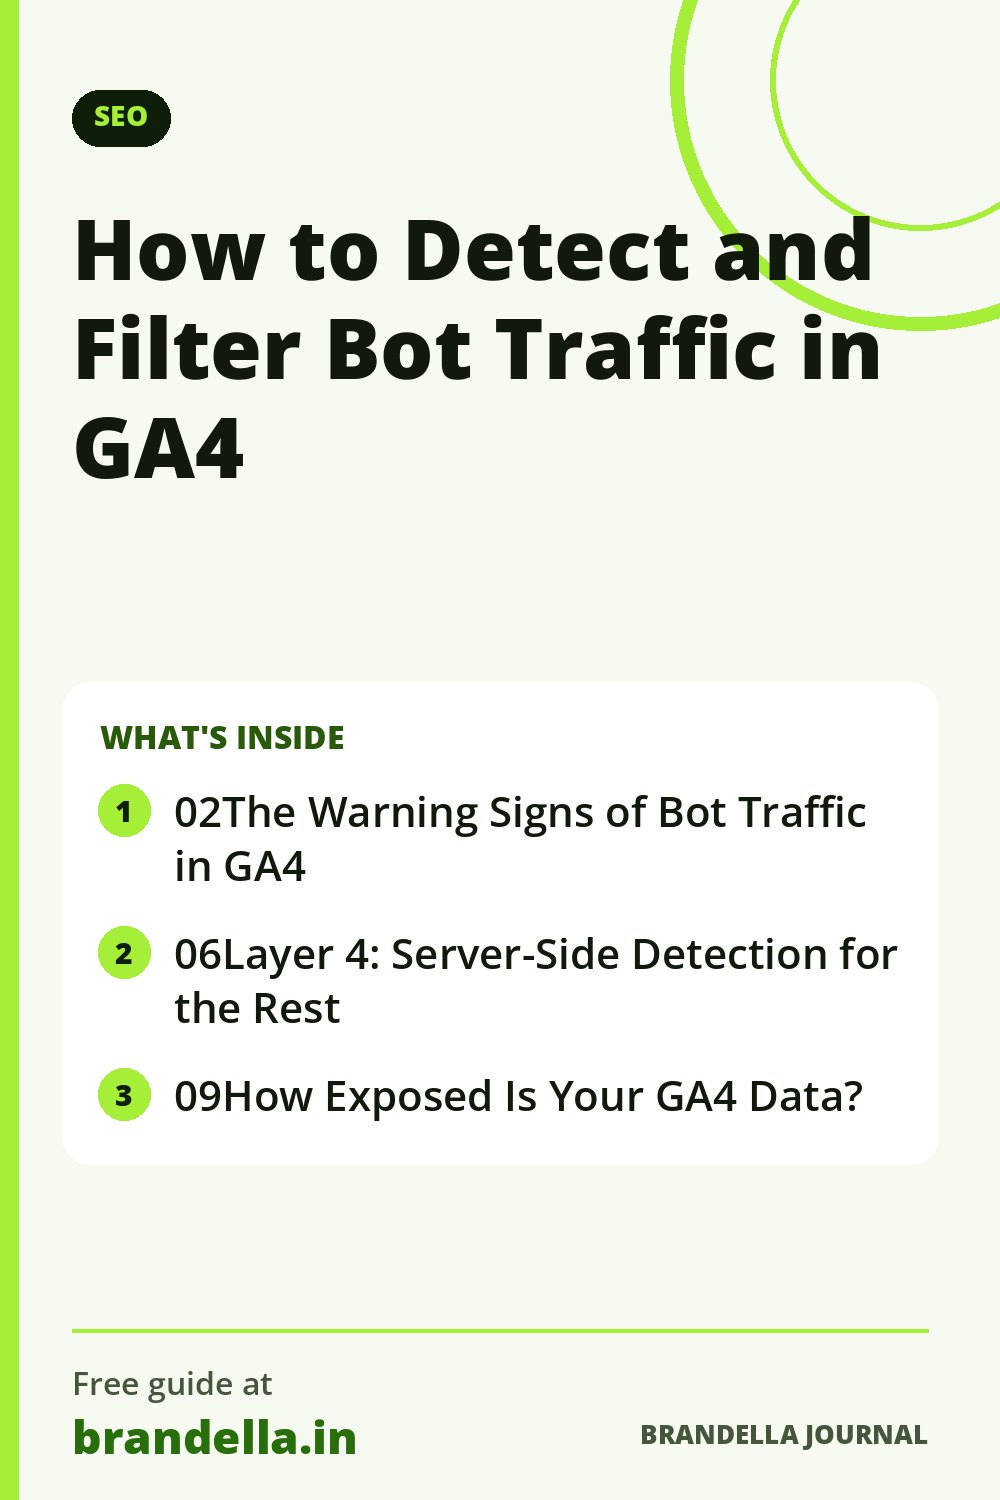 SEO
How to Detect and
Filter Bot Traffic in
GA4
WHAT'S INSIDE
1 02The Warning Signs of Bot Traffic
in GA4
2 06Layer 4: Server-Side Detection for
the Rest
3 09How Exposed Is Your GA4 Data?
Free guide at
brandella.in
BRANDELLA JOURNAL